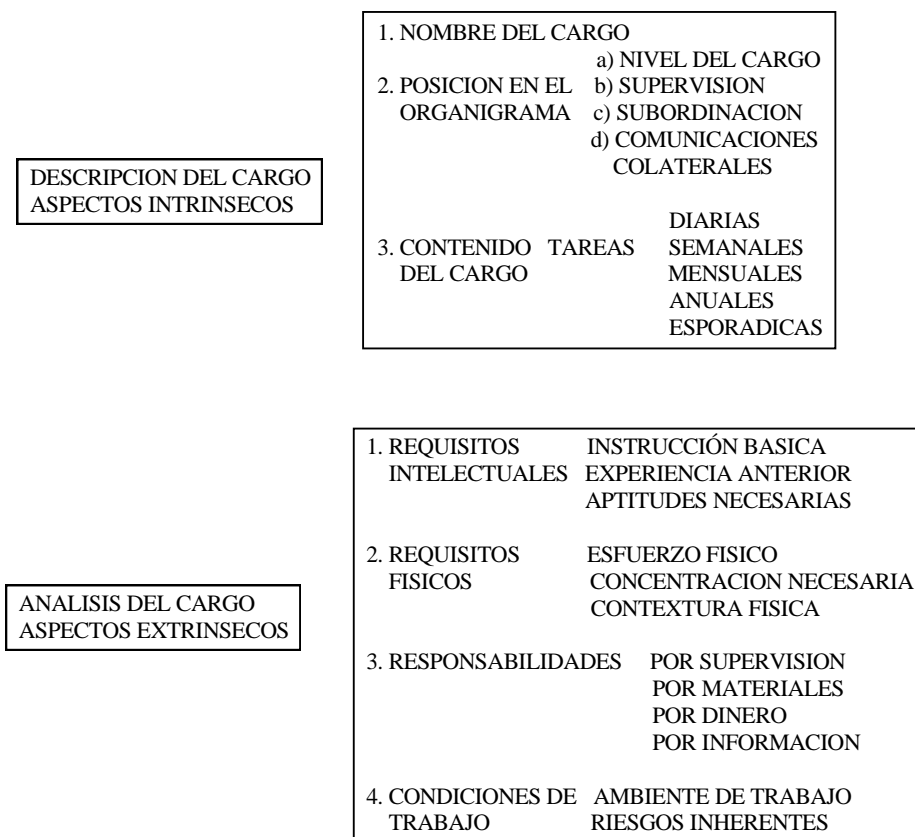 1. NOMBRE DEL CARGO
a) NIVEL DEL CARGO
2. POSICION EN EL b) SUPERVISION
ORGANIGRAMA c) SUBORDINACION
d) COMUNICACIONES
COLATERALES
DESCRIPCION DEL CARGO
ASPECTOS INTRINSECOS
DIARIAS
3. CONTENIDO TAREAS SEMANALES
DEL CARGO MENSUALES
ANUALES
ESPORADICAS
1. REQUISITOS INSTRUCCIÓN BASICA
INTELECTUALES EXPERIENCIA ANTERIOR
APTITUDES NECESARIAS
2. REQUISITOS ESFUERZO FISICO
FISICOS CONCENTRACION NECESARIA
CONTEXTURA FISICA
ANALISIS DEL CARGO
ASPECTOS EXTRINSECOS
3. RESPONSABILIDADES POR SUPERVISION
POR MATERIALES
POR DINERO
POR INFORMACION
4. CONDICIONES DE AMBIENTE DE TRABAJO
TRABAJO RIESGOS INHERENTES